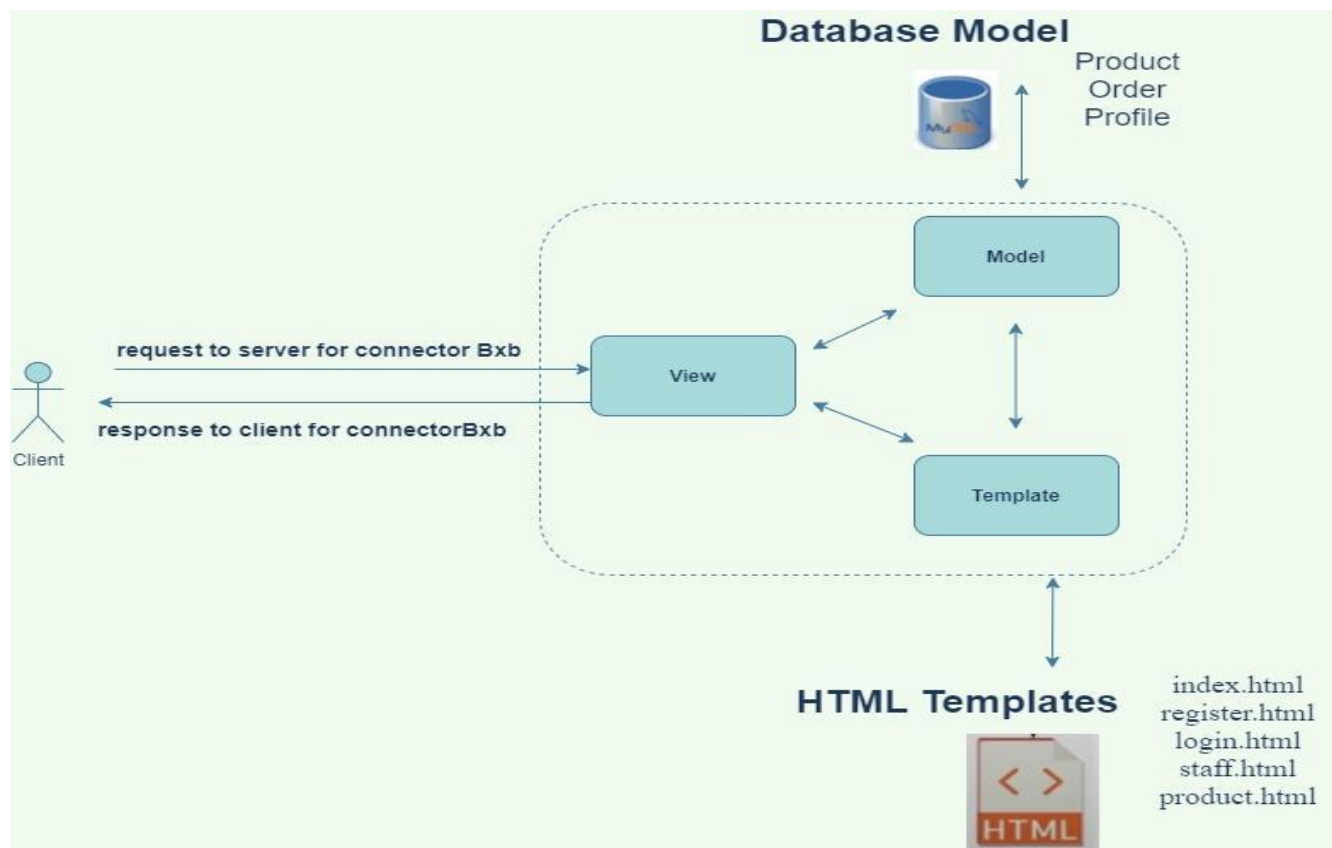 Database Model
Product
Order
Profile
MySQL
Model
request to server for connector Bxb
View
response to client for connectorBxb
Client
Template
HTML Templates
index.html
register.html
login.html
staff.html
product.html
HTML